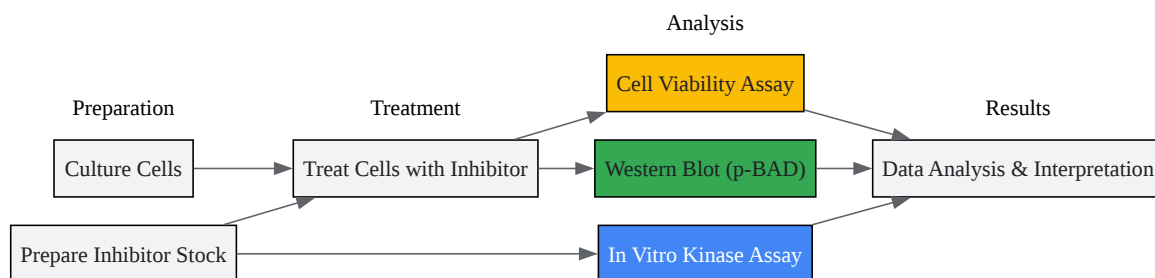 Preparation
Culture Cells
Prepare Inhibitor Stock
Treatment
Treat Cells with Inhibitor
Analysis
Cell Viability Assay
Western Blot (p-BAD)
In Vitro Kinase Assay
Results
Data Analysis & Interpretation